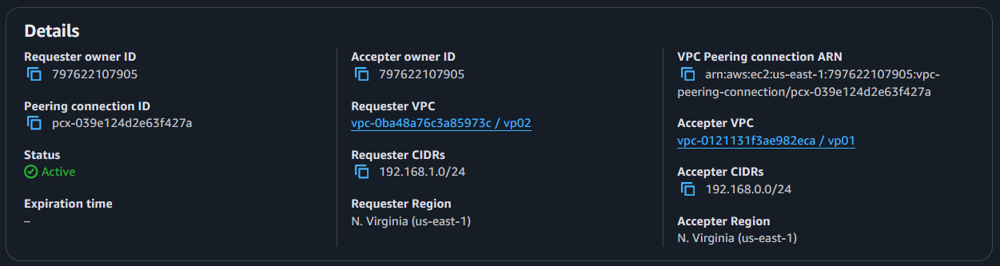 Details
Requester owner ID
797622107905
Peering connection ID
pcx-039e124d2e63f427a
Status
Active
Expiration time
–
Accepter owner ID
797622107905
Requester VPC
vpc-0ba48a76c3a85973c / vp02
Requester CIDRs
192.168.1.0/24
Requester Region
N. Virginia (us-east-1)
VPC Peering connection ARN
arn:aws:ec2:us-east-1:797622107905:vpc-
peering-connection/pcx-039e124d2e63f427a
Accepter VPC
vpc-0121131f3ae982eca / vp01
Accepter CIDRs
192.168.0.0/24
Accepter Region
N. Virginia (us-east-1)